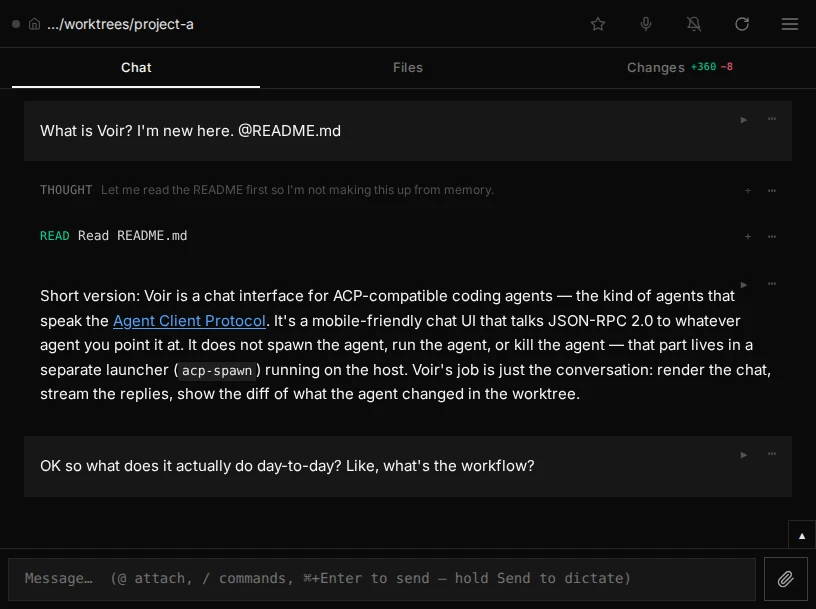 .../worktrees/project-a
Chat
Files
Changes +360 −8
What is Voir? I'm new here. @README.md
THOUGHT Let me read the README first so I'm not making this up from memory.
READ Read README.md
Short version: Voir is a chat interface for ACP-compatible coding agents — the kind of agents that
speak the Agent Client Protocol. It's a mobile-friendly chat UI that talks JSON-RPC 2.0 to whatever
agent you point it at. It does not spawn the agent, run the agent, or kill the agent — that part lives in a
separate launcher (acp-spawn) running on the host. Voir's job is just the conversation: render the chat,
stream the replies, show the diff of what the agent changed in the worktree.
OK so what does it actually do day-to-day? Like, what's the workflow?
Message… (@ attach, / commands, ⌘+Enter to send — hold Send to dictate)